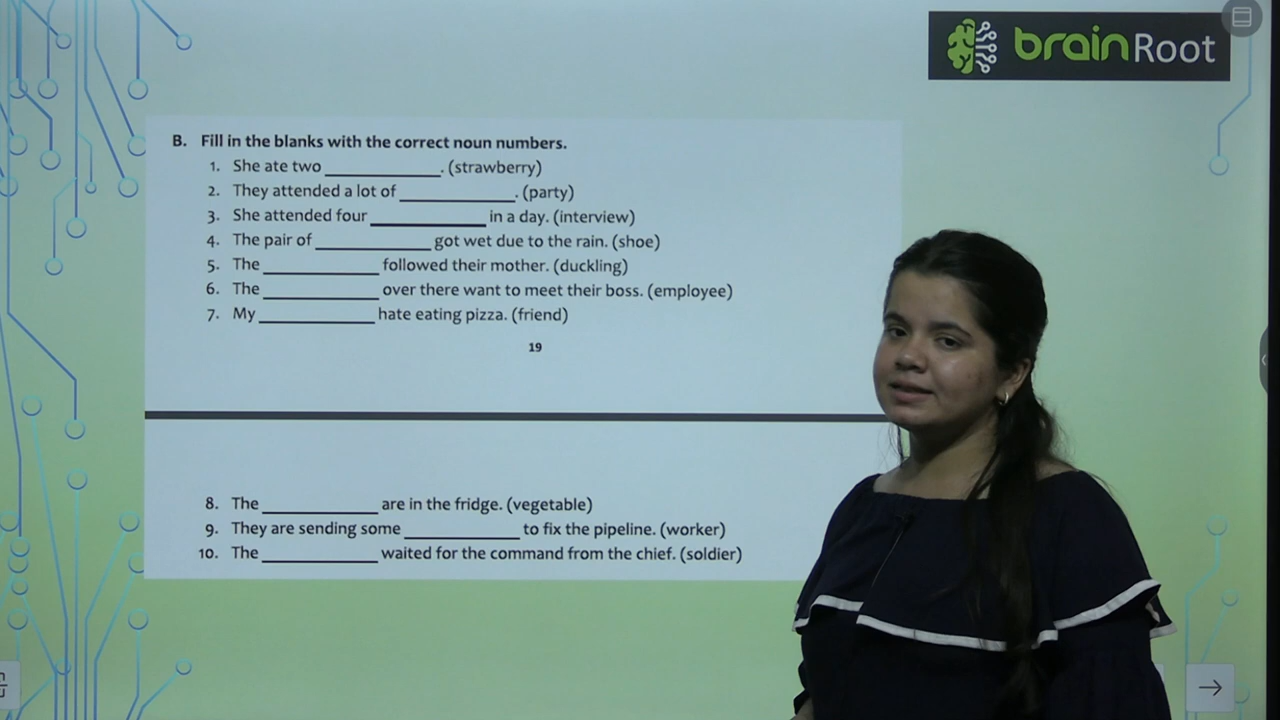 brainRoot
B. Fill in the blanks with the correct noun numbers.
1. She ate two ____________. (strawberry)
2. They attended a lot of ____________. (party)
3. She attended four ____________ in a day. (interview)
4. The pair of ____________ got wet due to the rain. (shoe)
5. The ____________ followed their mother. (duckling)
6. The ____________ over there want to meet their boss. (employee)
7. My ____________ hate eating pizza. (friend)
19
8. The ____________ are in the fridge. (vegetable)
9. They are sending some ____________ to fix the pipeline. (worker)
10. The ____________ waited for the command from the chief. (soldier)